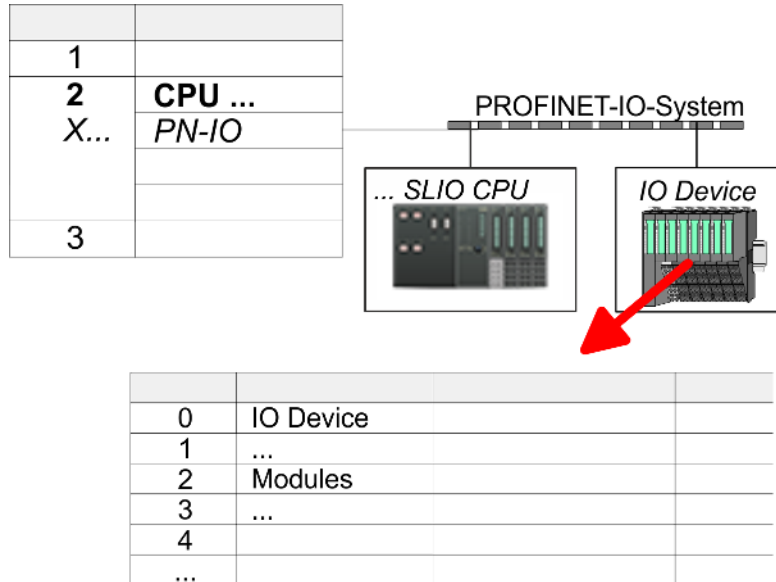 1
2 CPU ...
X... PN-IO
3
PROFINET-IO-System
... SLIO CPU
IO Device
0 IO Device
1 ...
2 Modules
3 ...
4
...